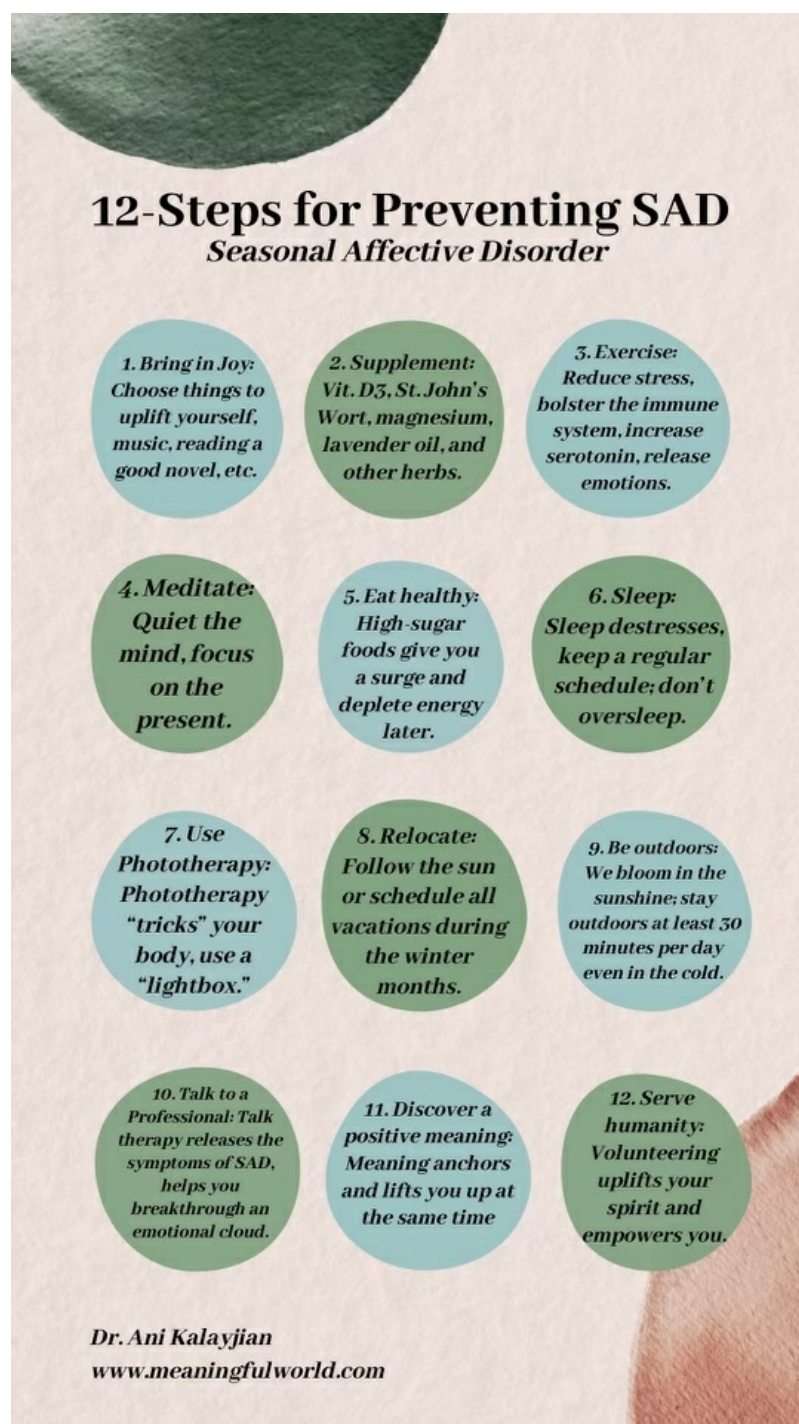 12-Steps for Preventing SAD
Seasonal Affective Disorder
1. Bring in Joy:
Choose things to
uplift yourself,
music, reading a
good novel, etc.
2. Supplement:
Vit. D3, St. John's
Wort, magnesium,
lavender oil, and
other herbs.
3. Exercise:
Reduce stress,
bolster the immune
system, increase
serotonin, release
emotions.
4. Meditate:
Quiet the
mind, focus
on the
present.
5. Eat healthy:
High-sugar
foods give you
a surge and
deplete energy
later.
6. Sleep:
Sleep destresses,
keep a regular
schedule; don't
oversleep.
7. Use
Phototherapy:
Phototherapy
"tricks" your
body, use a
"lightbox."
8. Relocate:
Follow the sun
or schedule all
vacations during
the winter
months.
9. Be outdoors:
We bloom in the
sunshine; stay
outdoors at least 30
minutes per day
even in the cold.
10. Talk to a
Professional: Talk
therapy releases the
symptoms of SAD,
helps you
breakthrough an
emotional cloud.
11. Discover a
positive meaning:
Meaning anchors
and lifts you up at
the same time
12. Serve
humanity:
Volunteering
uplifts your
spirit and
empowers you.
Dr. Ani Kalayjian
www.meaningfulworld.com